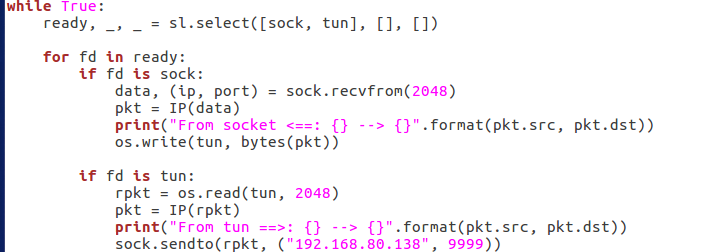 while True:
    ready, _, _ = sl.select([sock, tun], [], [])

    for fd in ready:
        if fd is sock:
            data, (ip, port) = sock.recvfrom(2048)
            pkt = IP(data)
            print("From socket <==: {} --> {}".format(pkt.src, pkt.dst))
            os.write(tun, bytes(pkt))

        if fd is tun:
            rpkt = os.read(tun, 2048)
            pkt = IP(rpkt)
            print("From tun ==>: {} --> {}".format(pkt.src, pkt.dst))
            sock.sendto(rpkt, ("192.168.80.138", 9999))